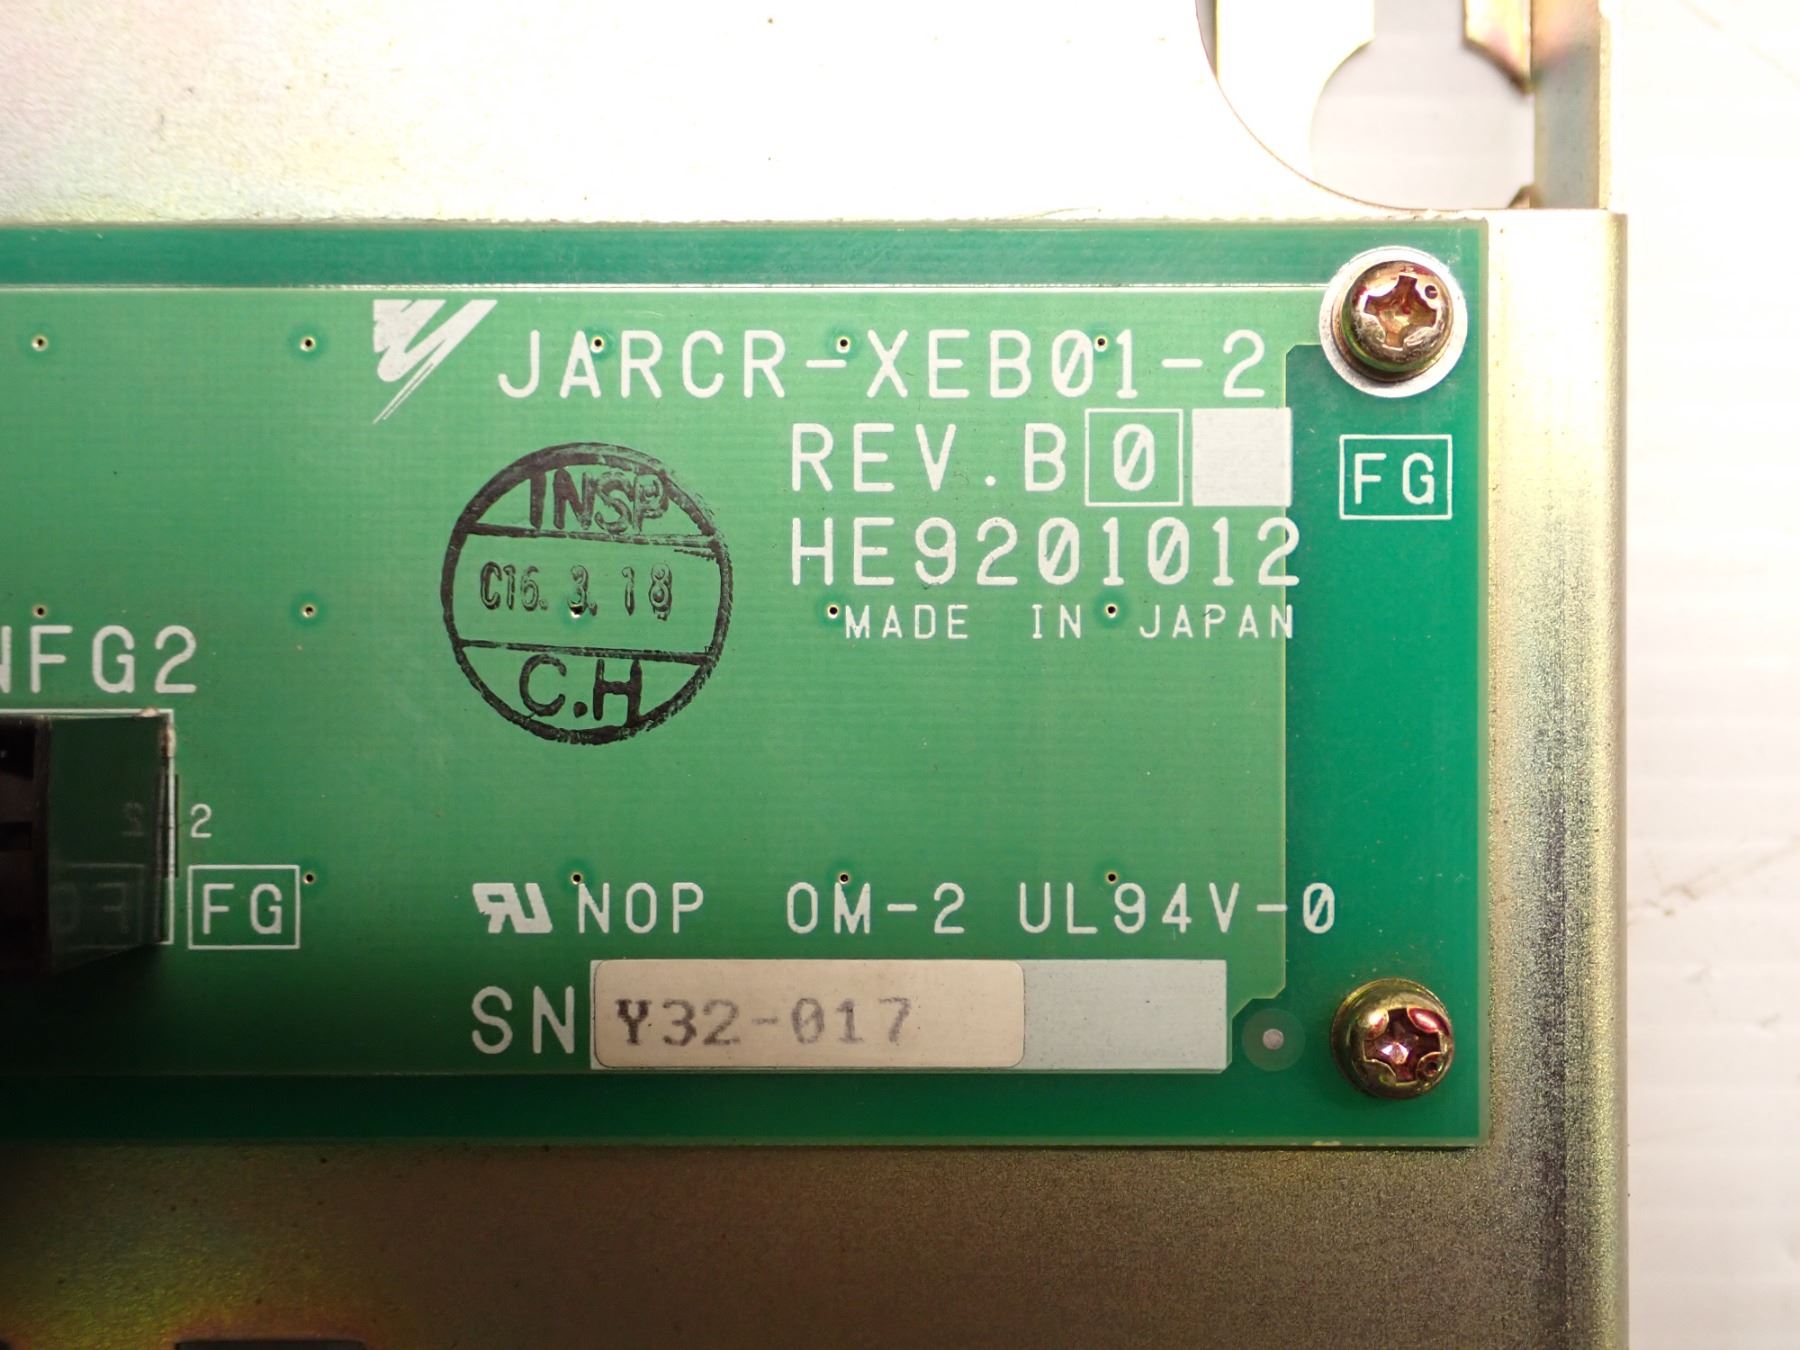 JARCR-XEB01-2
REV.B0
FG
HE9201012
MADE IN JAPAN
INSP
C16. 3. 18
C.H
NFG2
2
FG
NOP OM-2 UL94V-0
SN Y32-017